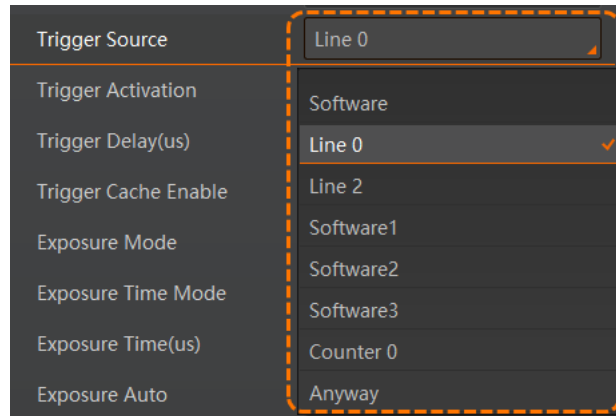 Trigger Source
Line 0
Trigger Activation
Trigger Delay(us)
Trigger Cache Enable
Exposure Mode
Exposure Time Mode
Exposure Time(us)
Exposure Auto
Software
Line 0
Line 2
Software1
Software2
Software3
Counter 0
Anyway